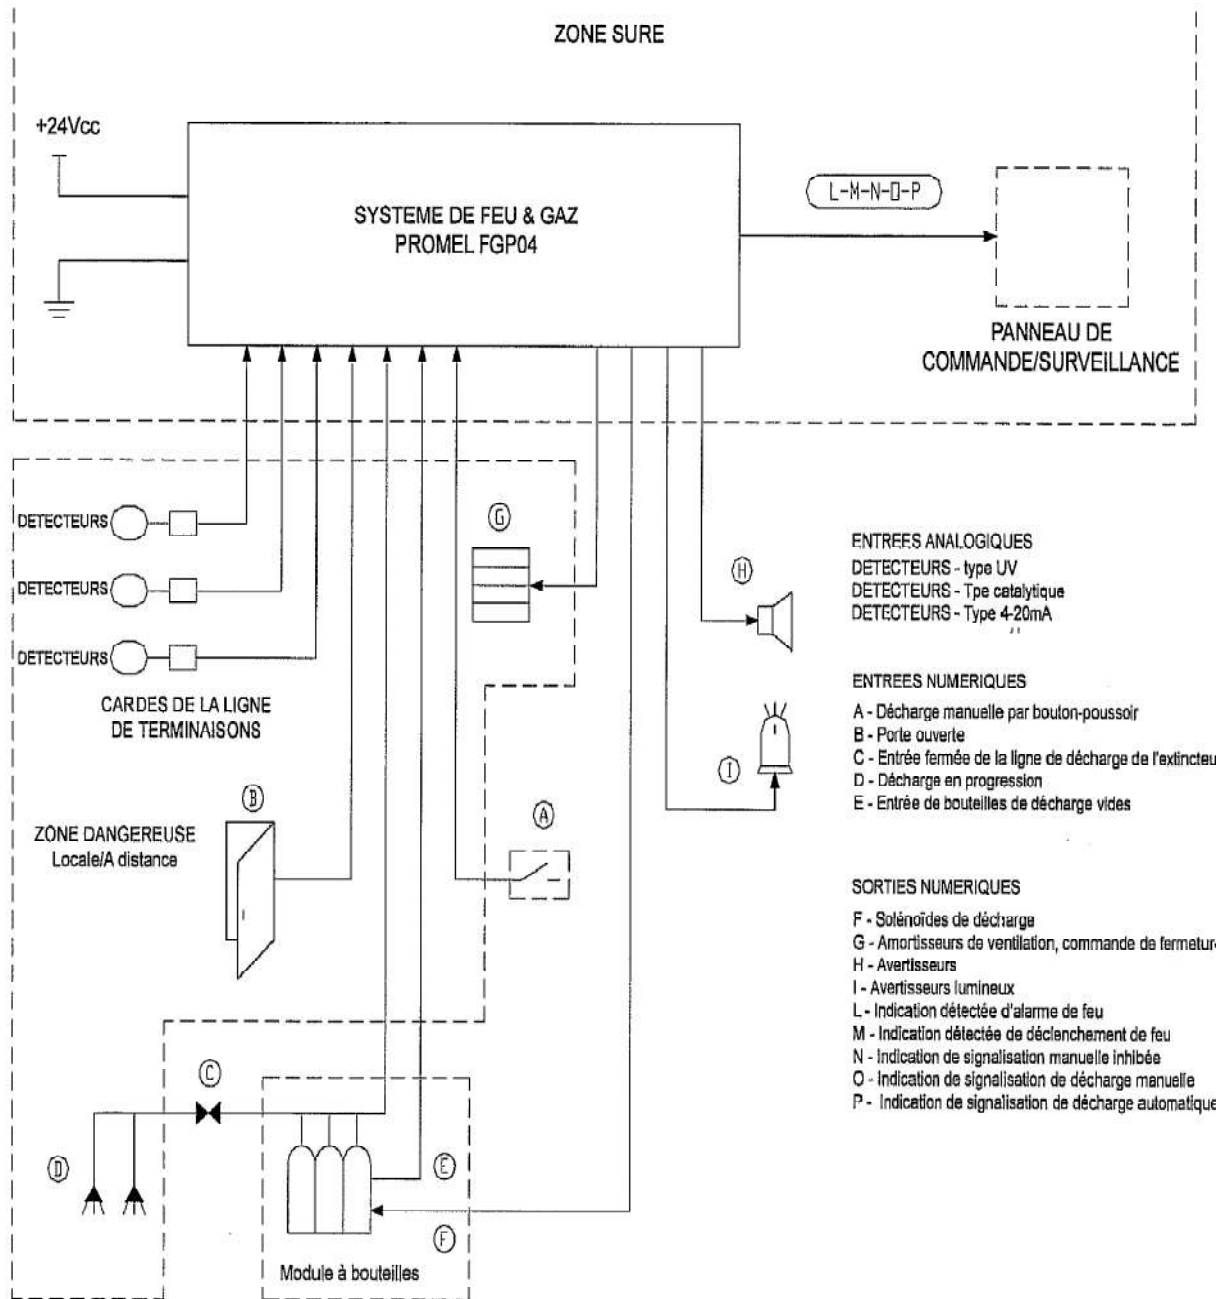 ZONE SURE
+24Vcc
SYSTEME DE FEU & GAZ
PROMEL FGP04
L-M-N-O-P
PANNEAU DE
COMMANDE/SURVEILLANCE
DETECTEURS
DETECTEURS
DETECTEURS
CARDES DE LA LIGNE
DE TERMINAISONS
G
H
I
B
A
ZONE DANGEREUSE
Locale/A distance
C
D
E
F
Module à bouteilles
ENTREES ANALOGIQUES
DETECTEURS - type UV
DETECTEURS - Tpe catalytique
DETECTEURS - Type 4-20mA
ENTREES NUMERIQUES
A - Décharge manuelle par bouton-poussoir
B - Porte ouverte
C - Entrée fermée de la ligne de décharge de l'extincteu
D - Décharge en progression
E - Entrée de bouteilles de décharge vides
SORTIES NUMERIQUES
F - Solénoïdes de décharge
G - Amortisseurs de ventilation, commande de fermetur
H - Avertisseurs
I - Avertisseurs lumineux
L - Indication détectée d'alarme de feu
M - Indication détectée de déclenchement de feu
N - Indication de signalisation manuelle inhibée
O - Indication de signalisation de décharge manuelle
P - Indication de signalisation de décharge automatique